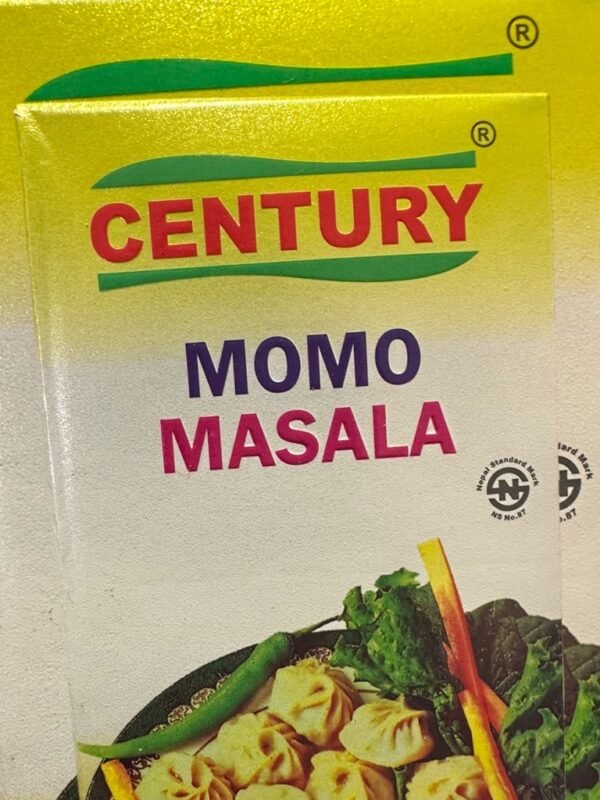 ®
®
CENTURY
MOMO
MASALA
Nepal Standard Mark
NS No.87